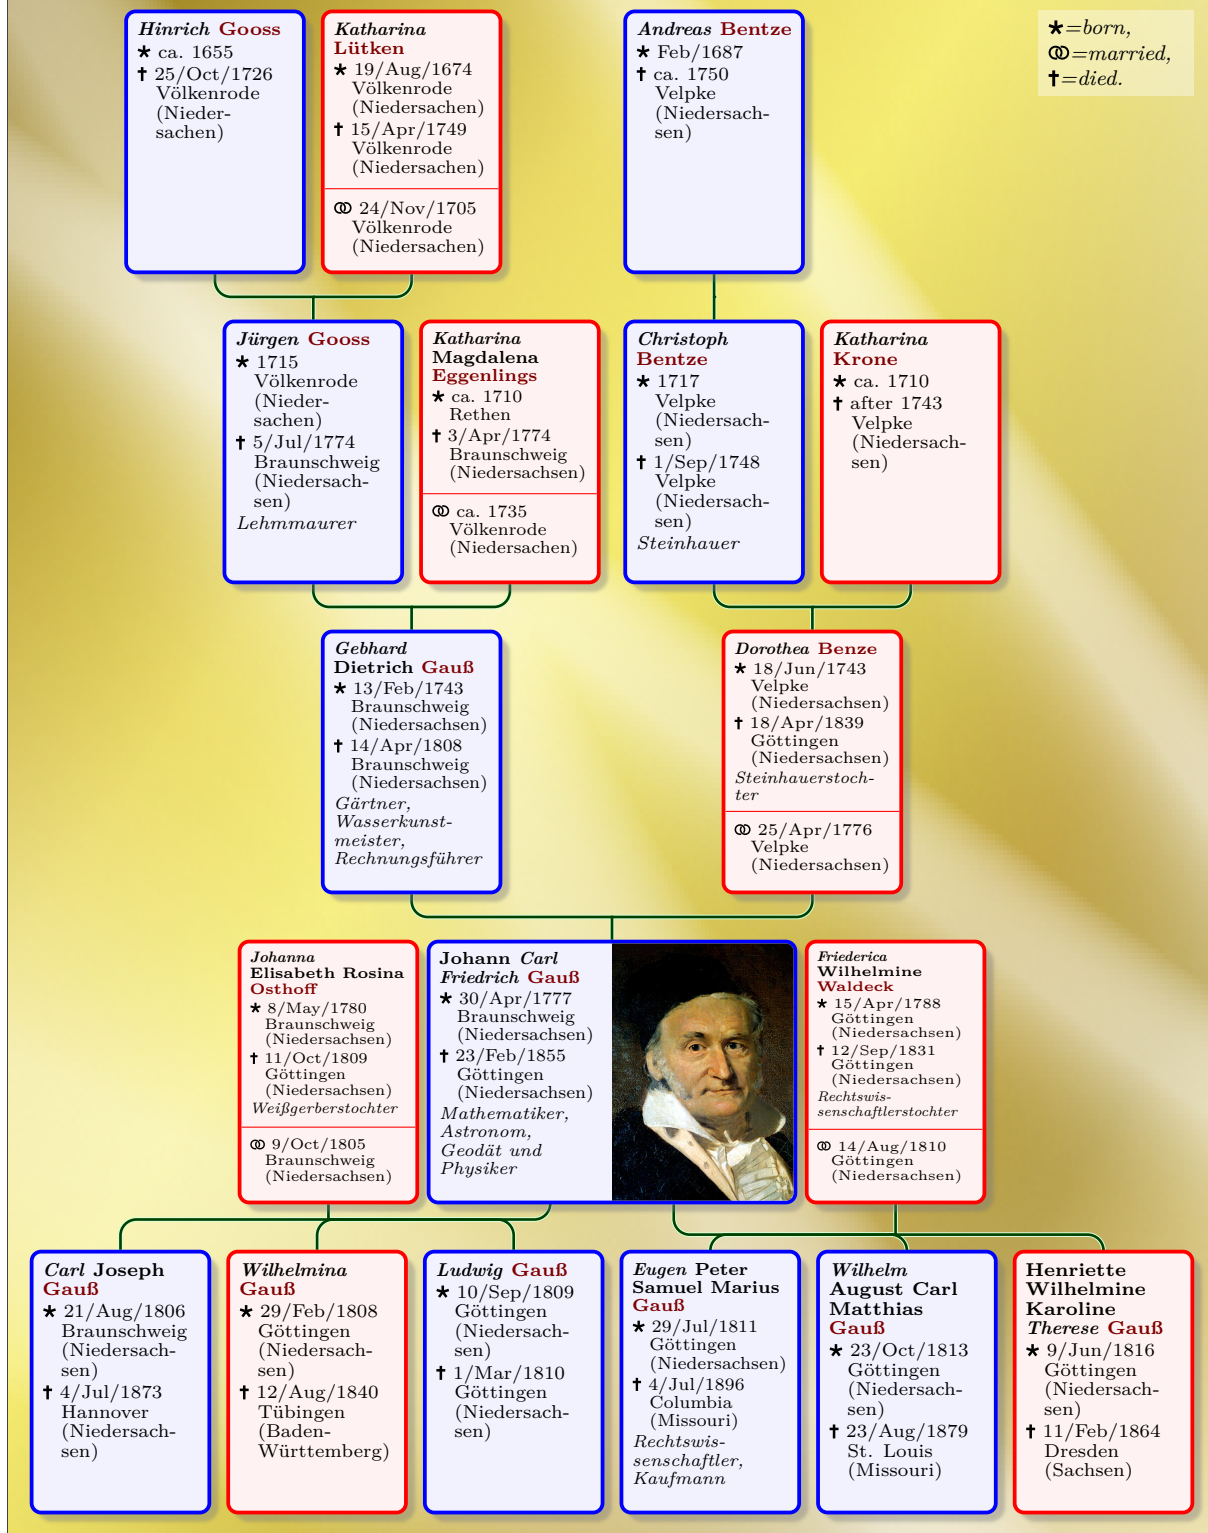 Hinrich Gooss
★ ca. 1655
† 25/Oct/1726
Völkenrode
(Nieder-
sachen)
Katharina
Lütken
★ 19/Aug/1674
Völkenrode
(Niedersachen)
† 15/Apr/1749
Völkenrode
(Niedersachen)
⚭ 24/Nov/1705
Völkenrode
(Niedersachen)
Andreas Bentze
★ Feb/1687
† ca. 1750
Velpke
(Niedersach-
sen)
★=born,
⚭=married,
†=died.
Jürgen Gooss
★ 1715
Völkenrode
(Nieder-
sachen)
† 5/Jul/1774
Braunschweig
(Niedersach-
sen)
Lehmmaurer
Katharina
Magdalena
Eggenlings
★ ca. 1710
Rethen
† 3/Apr/1774
Braunschweig
(Niedersachsen)
⚭ ca. 1735
Völkenrode
(Niedersachen)
Christoph
Bentze
★ 1717
Velpke
(Niedersach-
sen)
† 1/Sep/1748
Velpke
(Niedersach-
sen)
Steinhauer
Katharina
Krone
★ ca. 1710
† after 1743
Velpke
(Niedersach-
sen)
Gebhard
Dietrich Gauß
★ 13/Feb/1743
Braunschweig
(Niedersachsen)
† 14/Apr/1808
Braunschweig
(Niedersachsen)
Gärtner,
Wasserkunst-
meister,
Rechnungsführer
Dorothea Benze
★ 18/Jun/1743
Velpke
(Niedersachsen)
† 18/Apr/1839
Göttingen
(Niedersachsen)
Steinhauerstoch-
ter
⚭ 25/Apr/1776
Velpke
(Niedersachsen)
Johanna
Elisabeth Rosina
Osthoff
★ 8/May/1780
Braunschweig
(Niedersachsen)
† 11/Oct/1809
Göttingen
(Niedersachsen)
Weißgerberstochter
⚭ 9/Oct/1805
Braunschweig
(Niedersachsen)
Johann Carl
Friedrich Gauß
★ 30/Apr/1777
Braunschweig
(Niedersachsen)
† 23/Feb/1855
Göttingen
(Niedersachsen)
Mathematiker,
Astronom,
Geodät und
Physiker
Friederica
Wilhelmine
Waldeck
★ 15/Apr/1788
Göttingen
(Niedersachsen)
† 12/Sep/1831
Göttingen
(Niedersachsen)
Rechtswis-
senschaftlerstochter
⚭ 14/Aug/1810
Göttingen
(Niedersachsen)
Carl Joseph
Gauß
★ 21/Aug/1806
Braunschweig
(Niedersach-
sen)
† 4/Jul/1873
Hannover
(Niedersach-
sen)
Wilhelmina
Gauß
★ 29/Feb/1808
Göttingen
(Niedersach-
sen)
† 12/Aug/1840
Tübingen
(Baden-
Württemberg)
Ludwig Gauß
★ 10/Sep/1809
Göttingen
(Niedersach-
sen)
† 1/Mar/1810
Göttingen
(Niedersach-
sen)
Eugen Peter
Samuel Marius
Gauß
★ 29/Jul/1811
Göttingen
(Niedersachsen)
† 4/Jul/1896
Columbia
(Missouri)
Rechtswis-
senschaftler,
Kaufmann
Wilhelm
August Carl
Matthias
Gauß
★ 23/Oct/1813
Göttingen
(Niedersach-
sen)
† 23/Aug/1879
St. Louis
(Missouri)
Henriette
Wilhelmine
Karoline
Therese Gauß
★ 9/Jun/1816
Göttingen
(Niedersach-
sen)
† 11/Feb/1864
Dresden
(Sachsen)